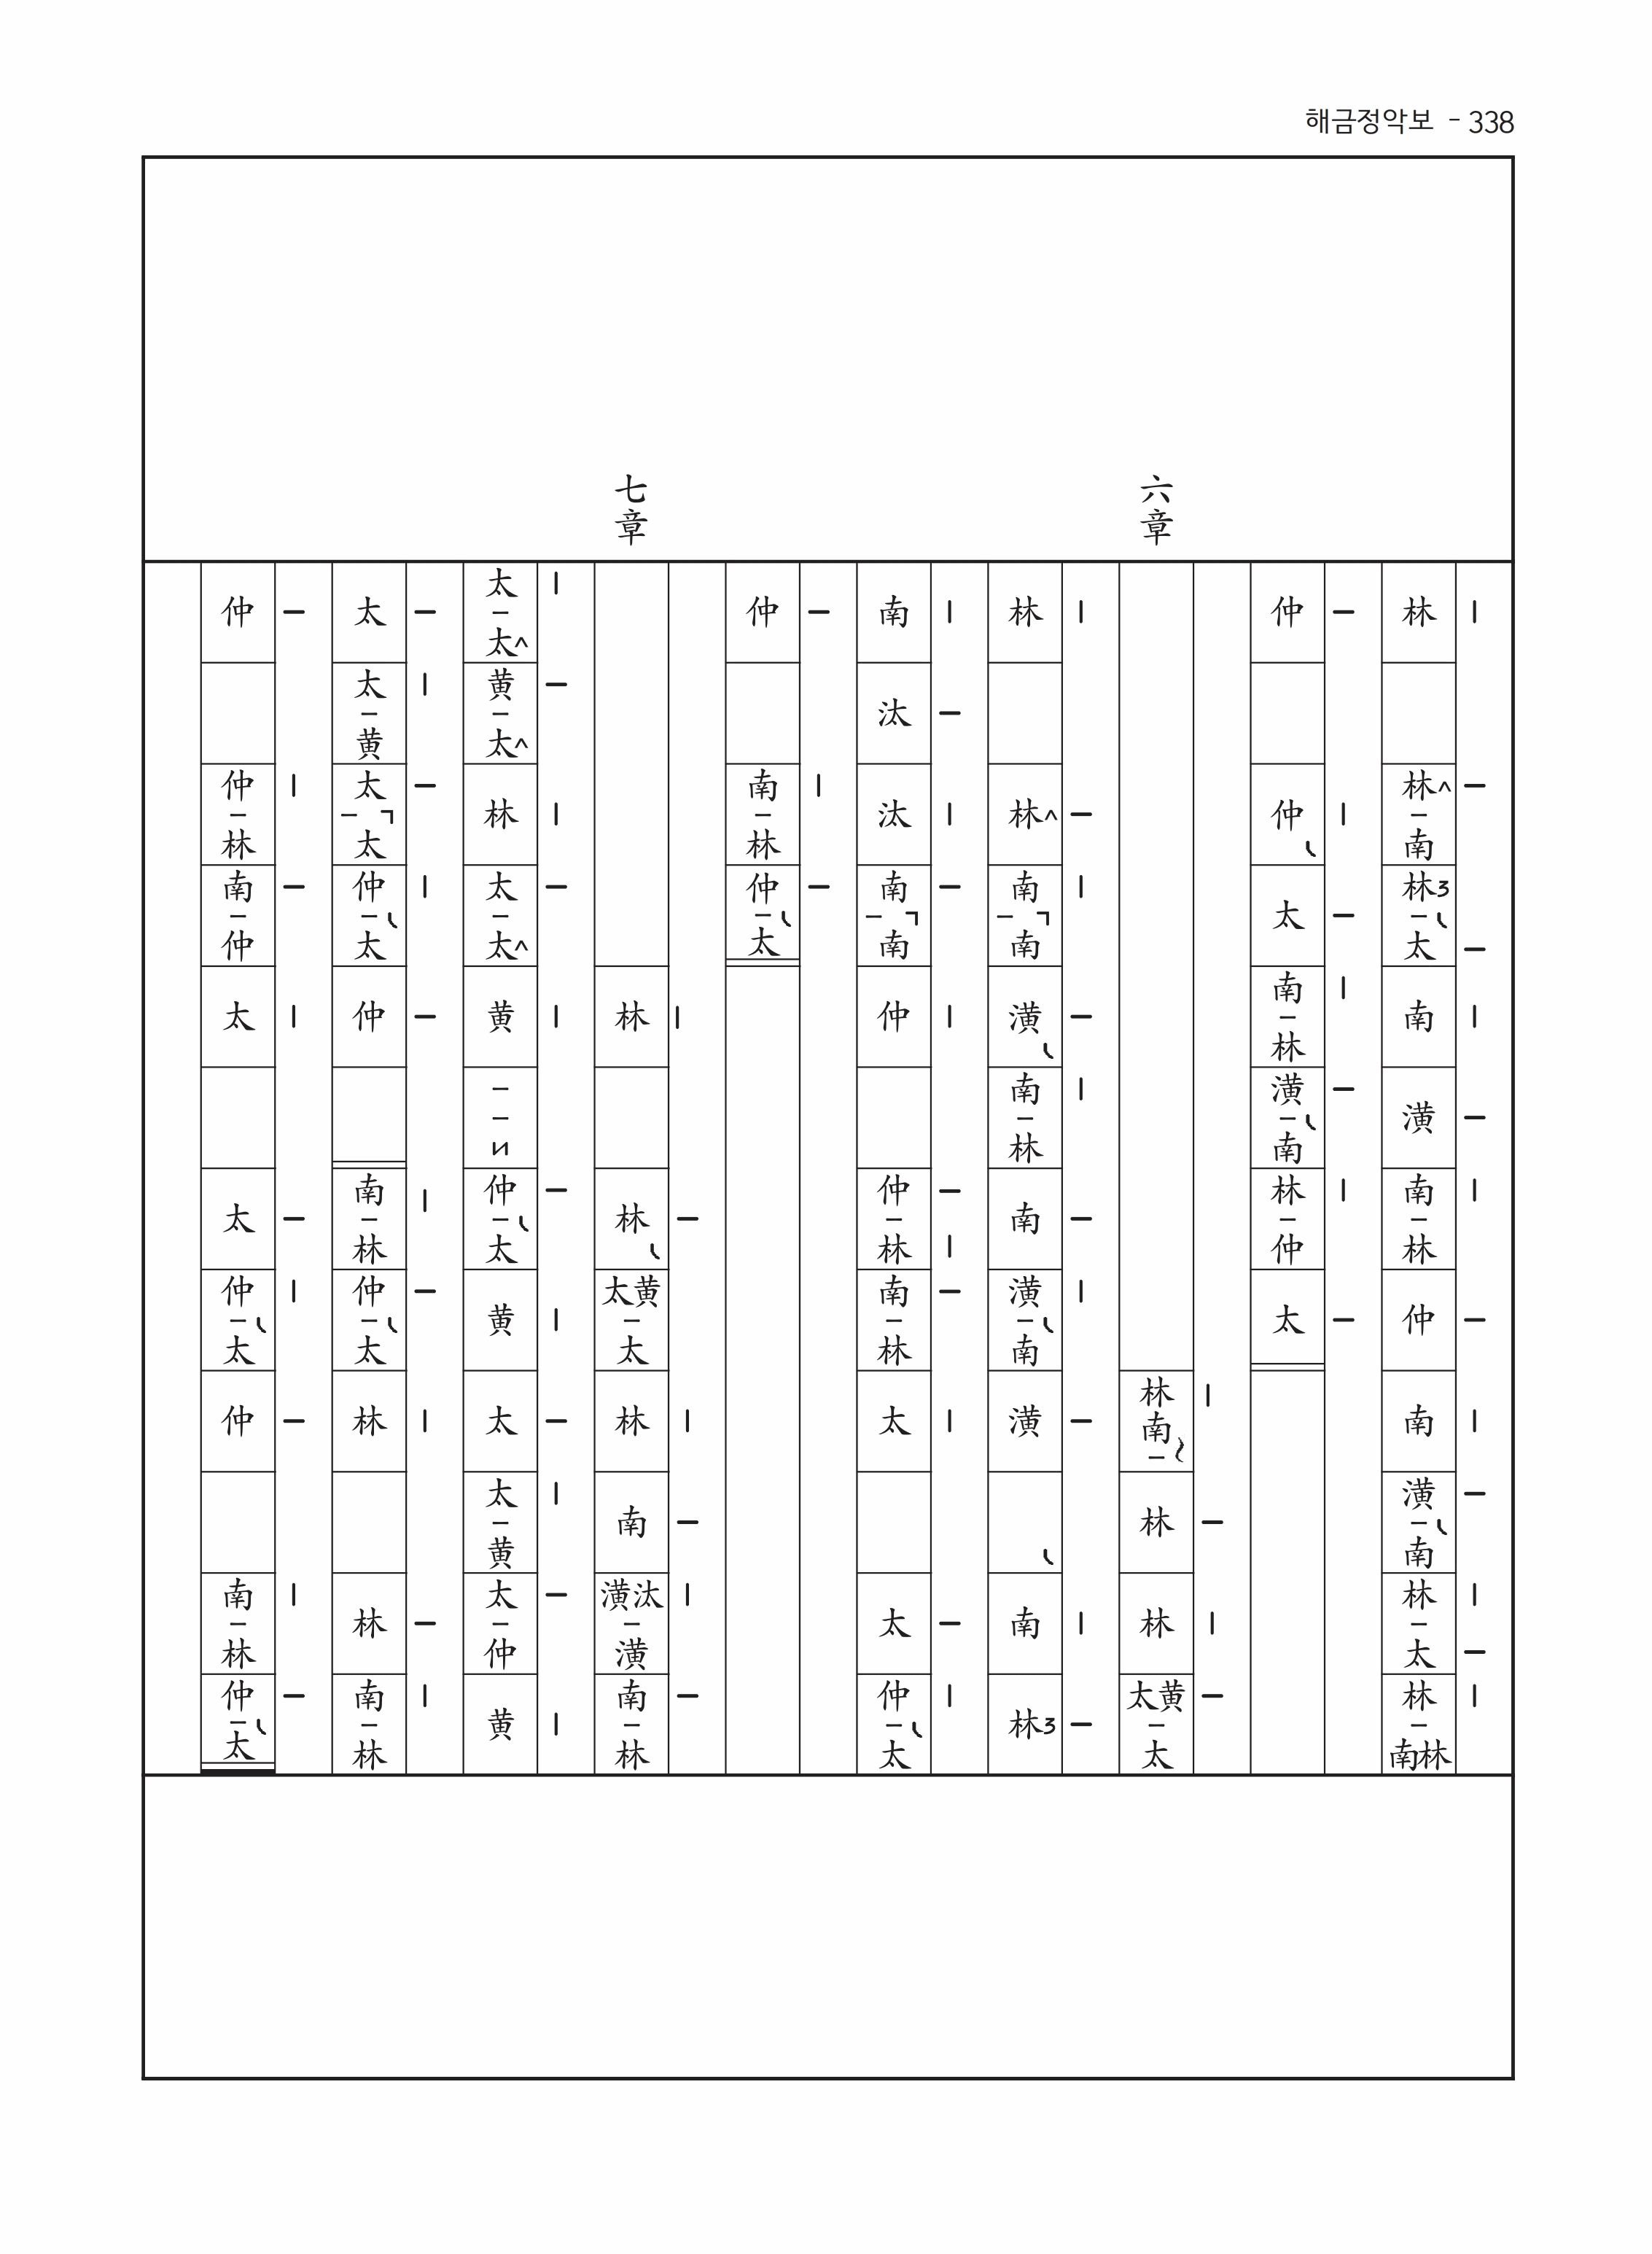 해금정악보 - 338
林 林^ - 南 林3 - 太 南 潢 南 - 林 仲 南 潢 - 南 林 - 太 林 - 南林
仲 仲 太 南 - 林 潢 - 南 林 - 仲 太
六章
林南 - 林 林 太黄 - 太
林 林^ 南 - ㄱ 南 潢 南 - 林 南 潢 - 南 潢 南 林3
南 汰 汰 南 - ㄱ 南 仲 仲 - 林 南 - 林 太 太 仲 - 太
仲 南 - 林 仲 - 太
七章
林 林 太黄 - 太 林 南 潢汰 - 潢 南 - 林
太 - 太^ 黄 - 太^ 林 太 - 太^ 黄 - - И 仲 - 太 黄 太 太 - 黄 太 - 仲 黄
太 太 - 黄 太 - ㄱ 太 仲 - 太 仲 南 - 林 仲 - 太 林 林 南 - 林
仲 仲 - 林 南 - 仲 太 太 仲 - 太 仲 南 - 林 仲 - 太